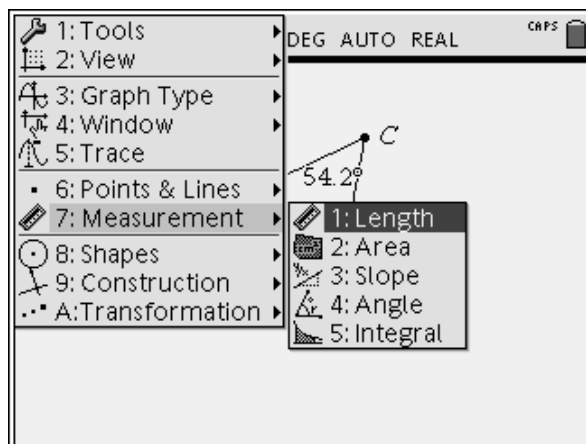 1: Tools
2: View
3: Graph Type
4: Window
5: Trace
6: Points & Lines
7: Measurement
8: Shapes
9: Construction
A:Transformation
DEG AUTO REAL
CAPS
C
54.2°
1: Length
2: Area
3: Slope
4: Angle
5: Integral